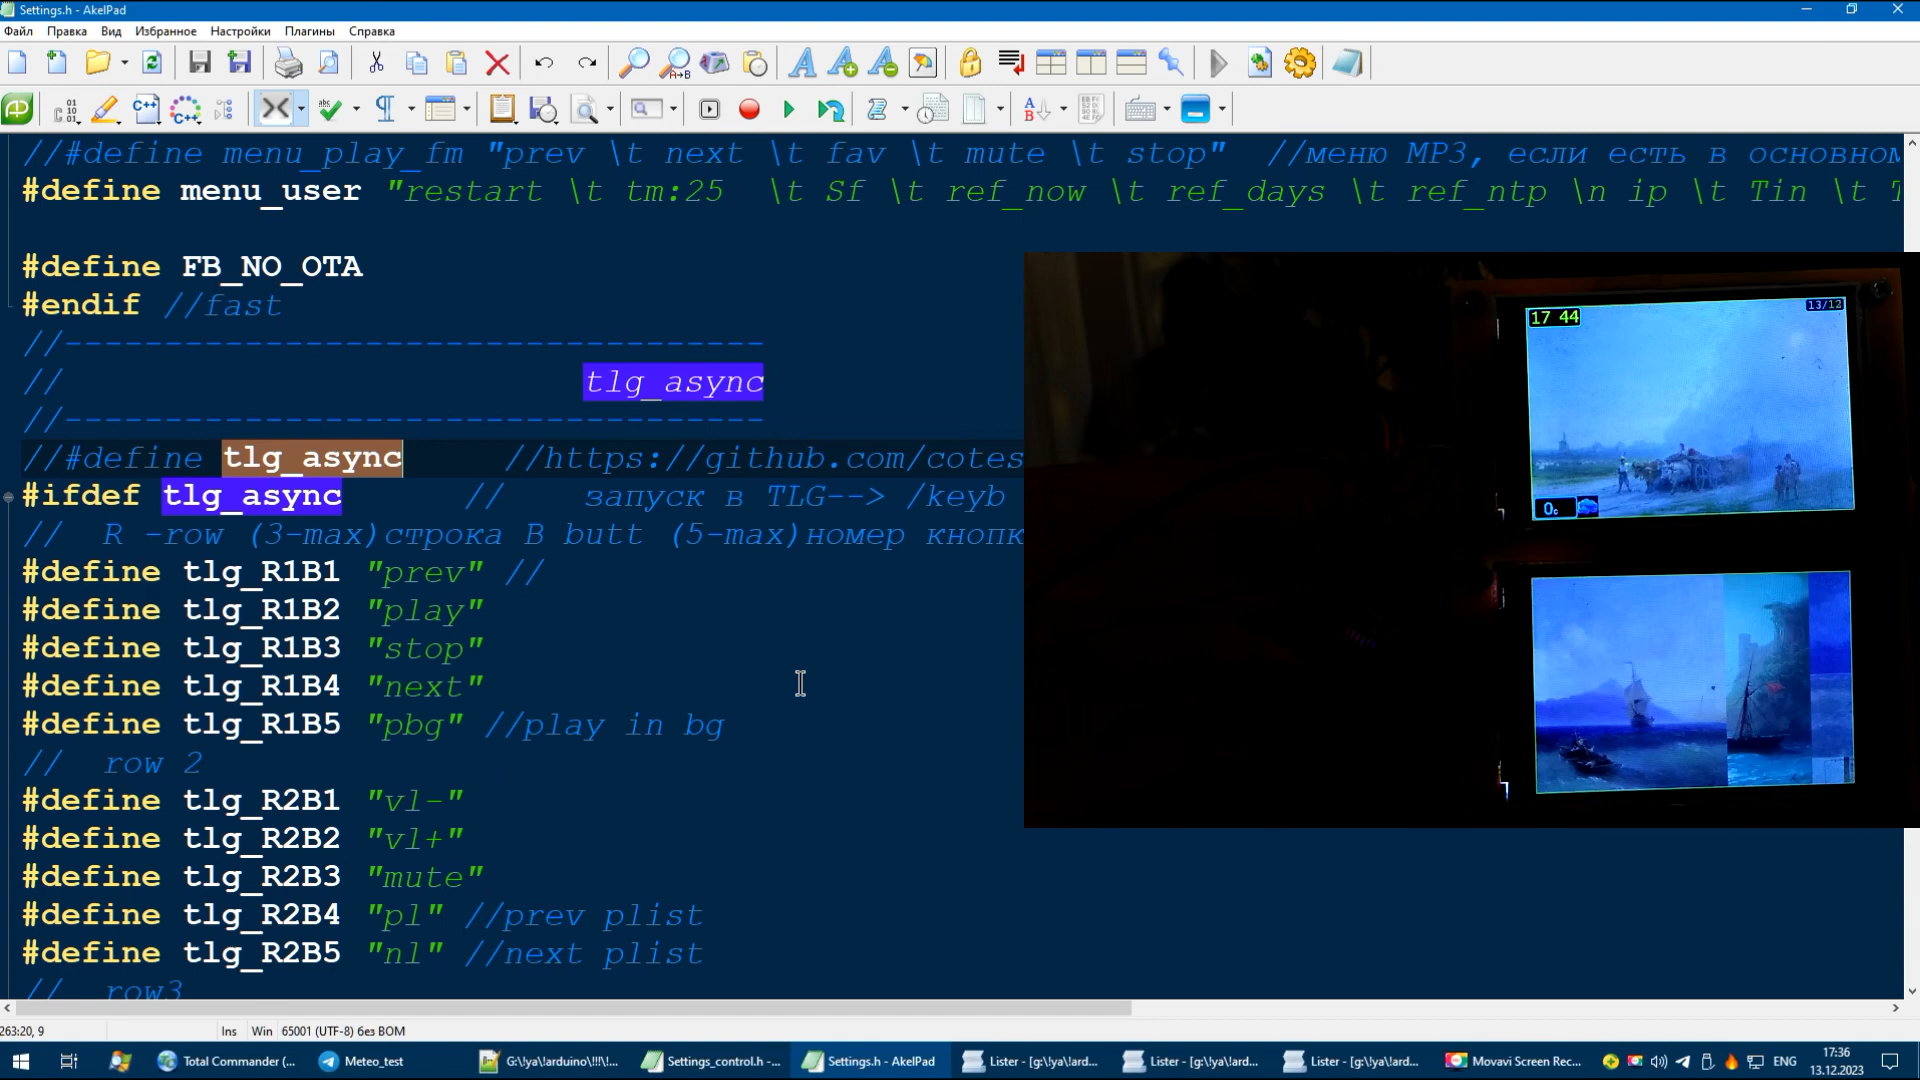 Settings.h - AkelPad
Файл Правка Вид Избранное Настройки Плагины Справка
//#define menu_play_fm "prev \t next \t fav \t mute \t stop" //меню MP3, если есть в основном
#define menu_user "restart \t tm:25 \t Sf \t ref_now \t ref_days \t ref_ntp \n ip \t Tin \t
#define FB_NO_OTA
#endif //fast
//------------------------------------
// tlg_async
//------------------------------------
//#define tlg_async //https://github.com/cotes
#ifdef tlg_async // запуск в TLG--> /keyb
// R -row (3-max)строка B butt (5-max)номер кнопк
#define tlg_R1B1 "prev" //
#define tlg_R1B2 "play"
#define tlg_R1B3 "stop"
#define tlg_R1B4 "next"
#define tlg_R1B5 "pbg" //play in bg
// row 2
#define tlg_R2B1 "vl-"
#define tlg_R2B2 "vl+"
#define tlg_R2B3 "mute"
#define tlg_R2B4 "pl" //prev plist
#define tlg_R2B5 "nl" //next plist
// row3
17 44
13/12
0c
263:20, 9 Ins Win 65001 (UTF-8) без BOM
Total Commander (... Meteo_test G:\!ya\!arduino\!!!\!... Settings_control.h -... Settings.h - AkelPad Lister - [g:\!ya\!ard... Lister - [g:\!ya\!ard... Lister - [g:\!ya\!ard... Movavi Screen Rec... ENG 17:36
13.12.2023